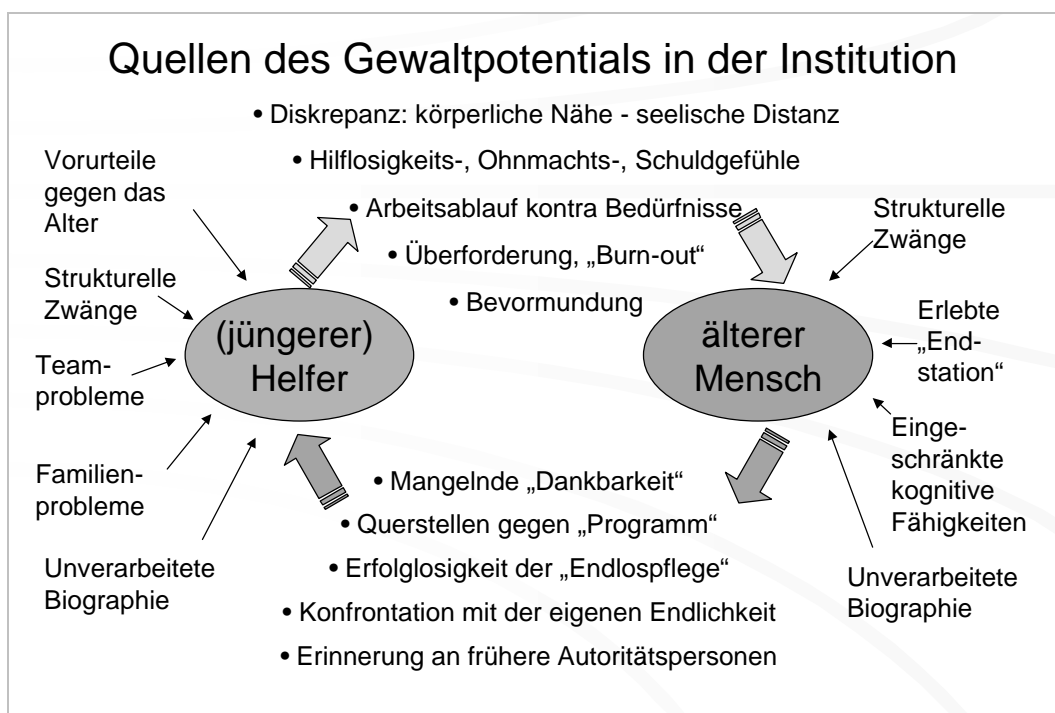 Quellen des Gewaltpotentials in der Institution
• Diskrepanz: körperliche Nähe - seelische Distanz
• Hilflosigkeits-, Ohnmachts-, Schuldgefühle
• Arbeitsablauf kontra Bedürfnisse
• Überforderung, „Burn-out“
• Bevormundung
Vorurteile
gegen das
Alter
Strukturelle
Zwänge
Team-
probleme
Familien-
probleme
Unverarbeitete
Biographie
(jüngerer)
Helfer
älterer
Mensch
Strukturelle
Zwänge
Erlebte
„End-
station“
Einge-
schränkte
kognitive
Fähigkeiten
Unverarbeitete
Biographie
• Mangelnde „Dankbarkeit“
• Querstellen gegen „Programm“
• Erfolglosigkeit der „Endlospflege“
• Konfrontation mit der eigenen Endlichkeit
• Erinnerung an frühere Autoritätspersonen